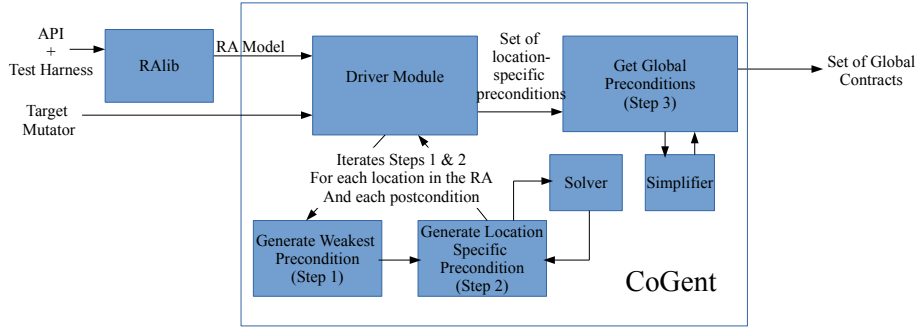 API
+
Test Harness
RAlib
RA Model
Target
Mutator
Driver Module
Set of
location-
specific
preconditions
Get Global
Preconditions
(Step 3)
Set of Global
Contracts
Iterates Steps 1 & 2
For each location in the RA
And each postcondition
Solver
Simplifier
Generate Weakest
Precondition
(Step 1)
Generate Location
Specific
Precondition
(Step 2)
CoGent